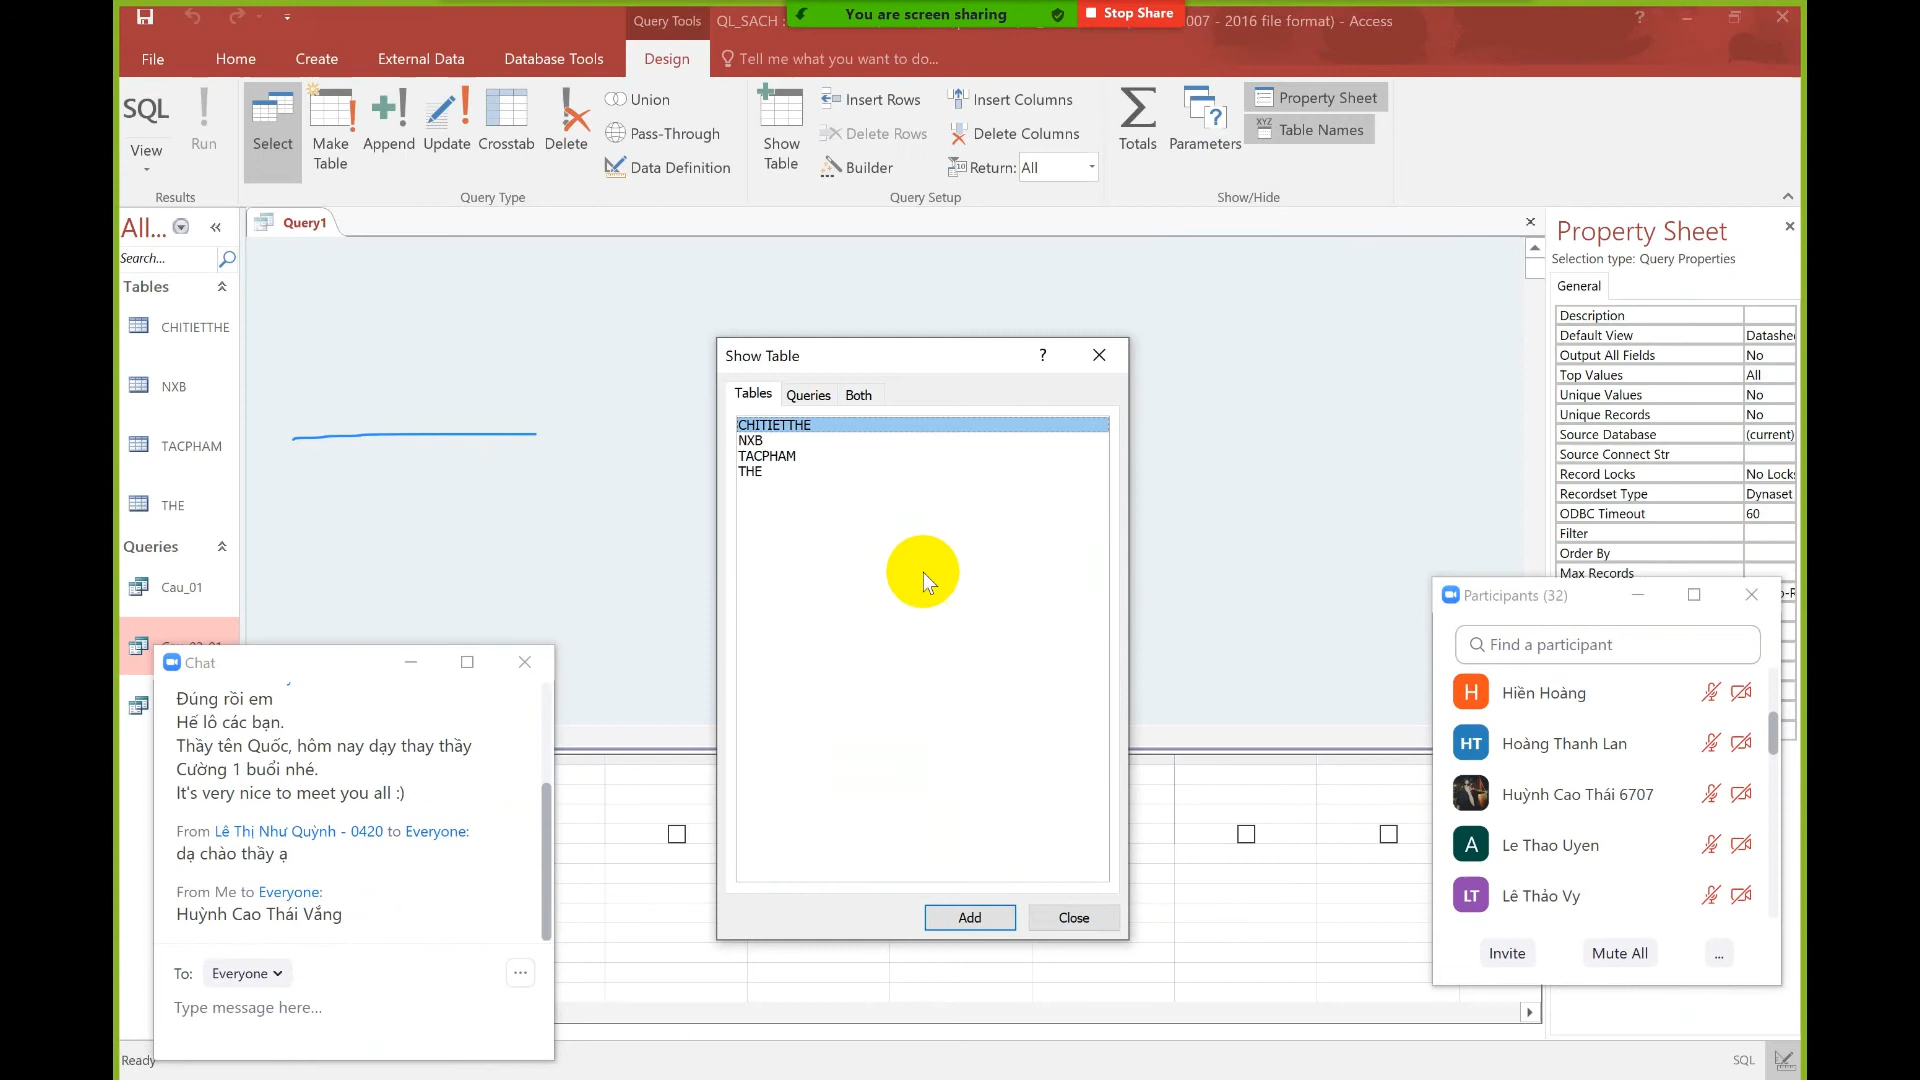 Query Tools
QL_SACH :
You are screen sharing
Stop Share
007 - 2016 file format) - Access
?
File
Home
Create
External Data
Database Tools
Design
Tell me what you want to do...
SQL
View
Run
Results
Select
Make
Table
Append
Update
Crosstab
Delete
Union
Pass-Through
Data Definition
Query Type
Show
Table
Insert Rows
Delete Rows
Builder
Insert Columns
Delete Columns
Return: All
Query Setup
Totals
Parameters
Property Sheet
XYZ Table Names
Show/Hide
All...
Search...
Tables
CHITIETTHE
NXB
TACPHAM
THE
Queries
Cau_01
Query1
Show Table
?
Tables
Queries
Both
CHITIETTHE
NXB
TACPHAM
THE
Add
Close
Property Sheet
Selection type: Query Properties
General
Description
Default View Datashe
Output All Fields No
Top Values All
Unique Values No
Unique Records No
Source Database (current)
Source Connect Str
Record Locks No Locks
Recordset Type Dynaset
ODBC Timeout 60
Filter
Order By
Max Records
Chat
Đúng rồi em
Hế lô các bạn.
Thầy tên Quốc, hôm nay dạy thay thầy
Cường 1 buổi nhé.
It's very nice to meet you all :)
From Lê Thị Như Quỳnh - 0420 to Everyone:
dạ chào thầy ạ
From Me to Everyone:
Huỳnh Cao Thái Vắng
To: Everyone
...
Type message here...
Participants (32)
Find a participant
H Hiền Hoàng
HT Hoàng Thanh Lan
Huỳnh Cao Thái 6707
A Le Thao Uyen
LT Lê Thảo Vy
Invite
Mute All
...
Ready
SQL